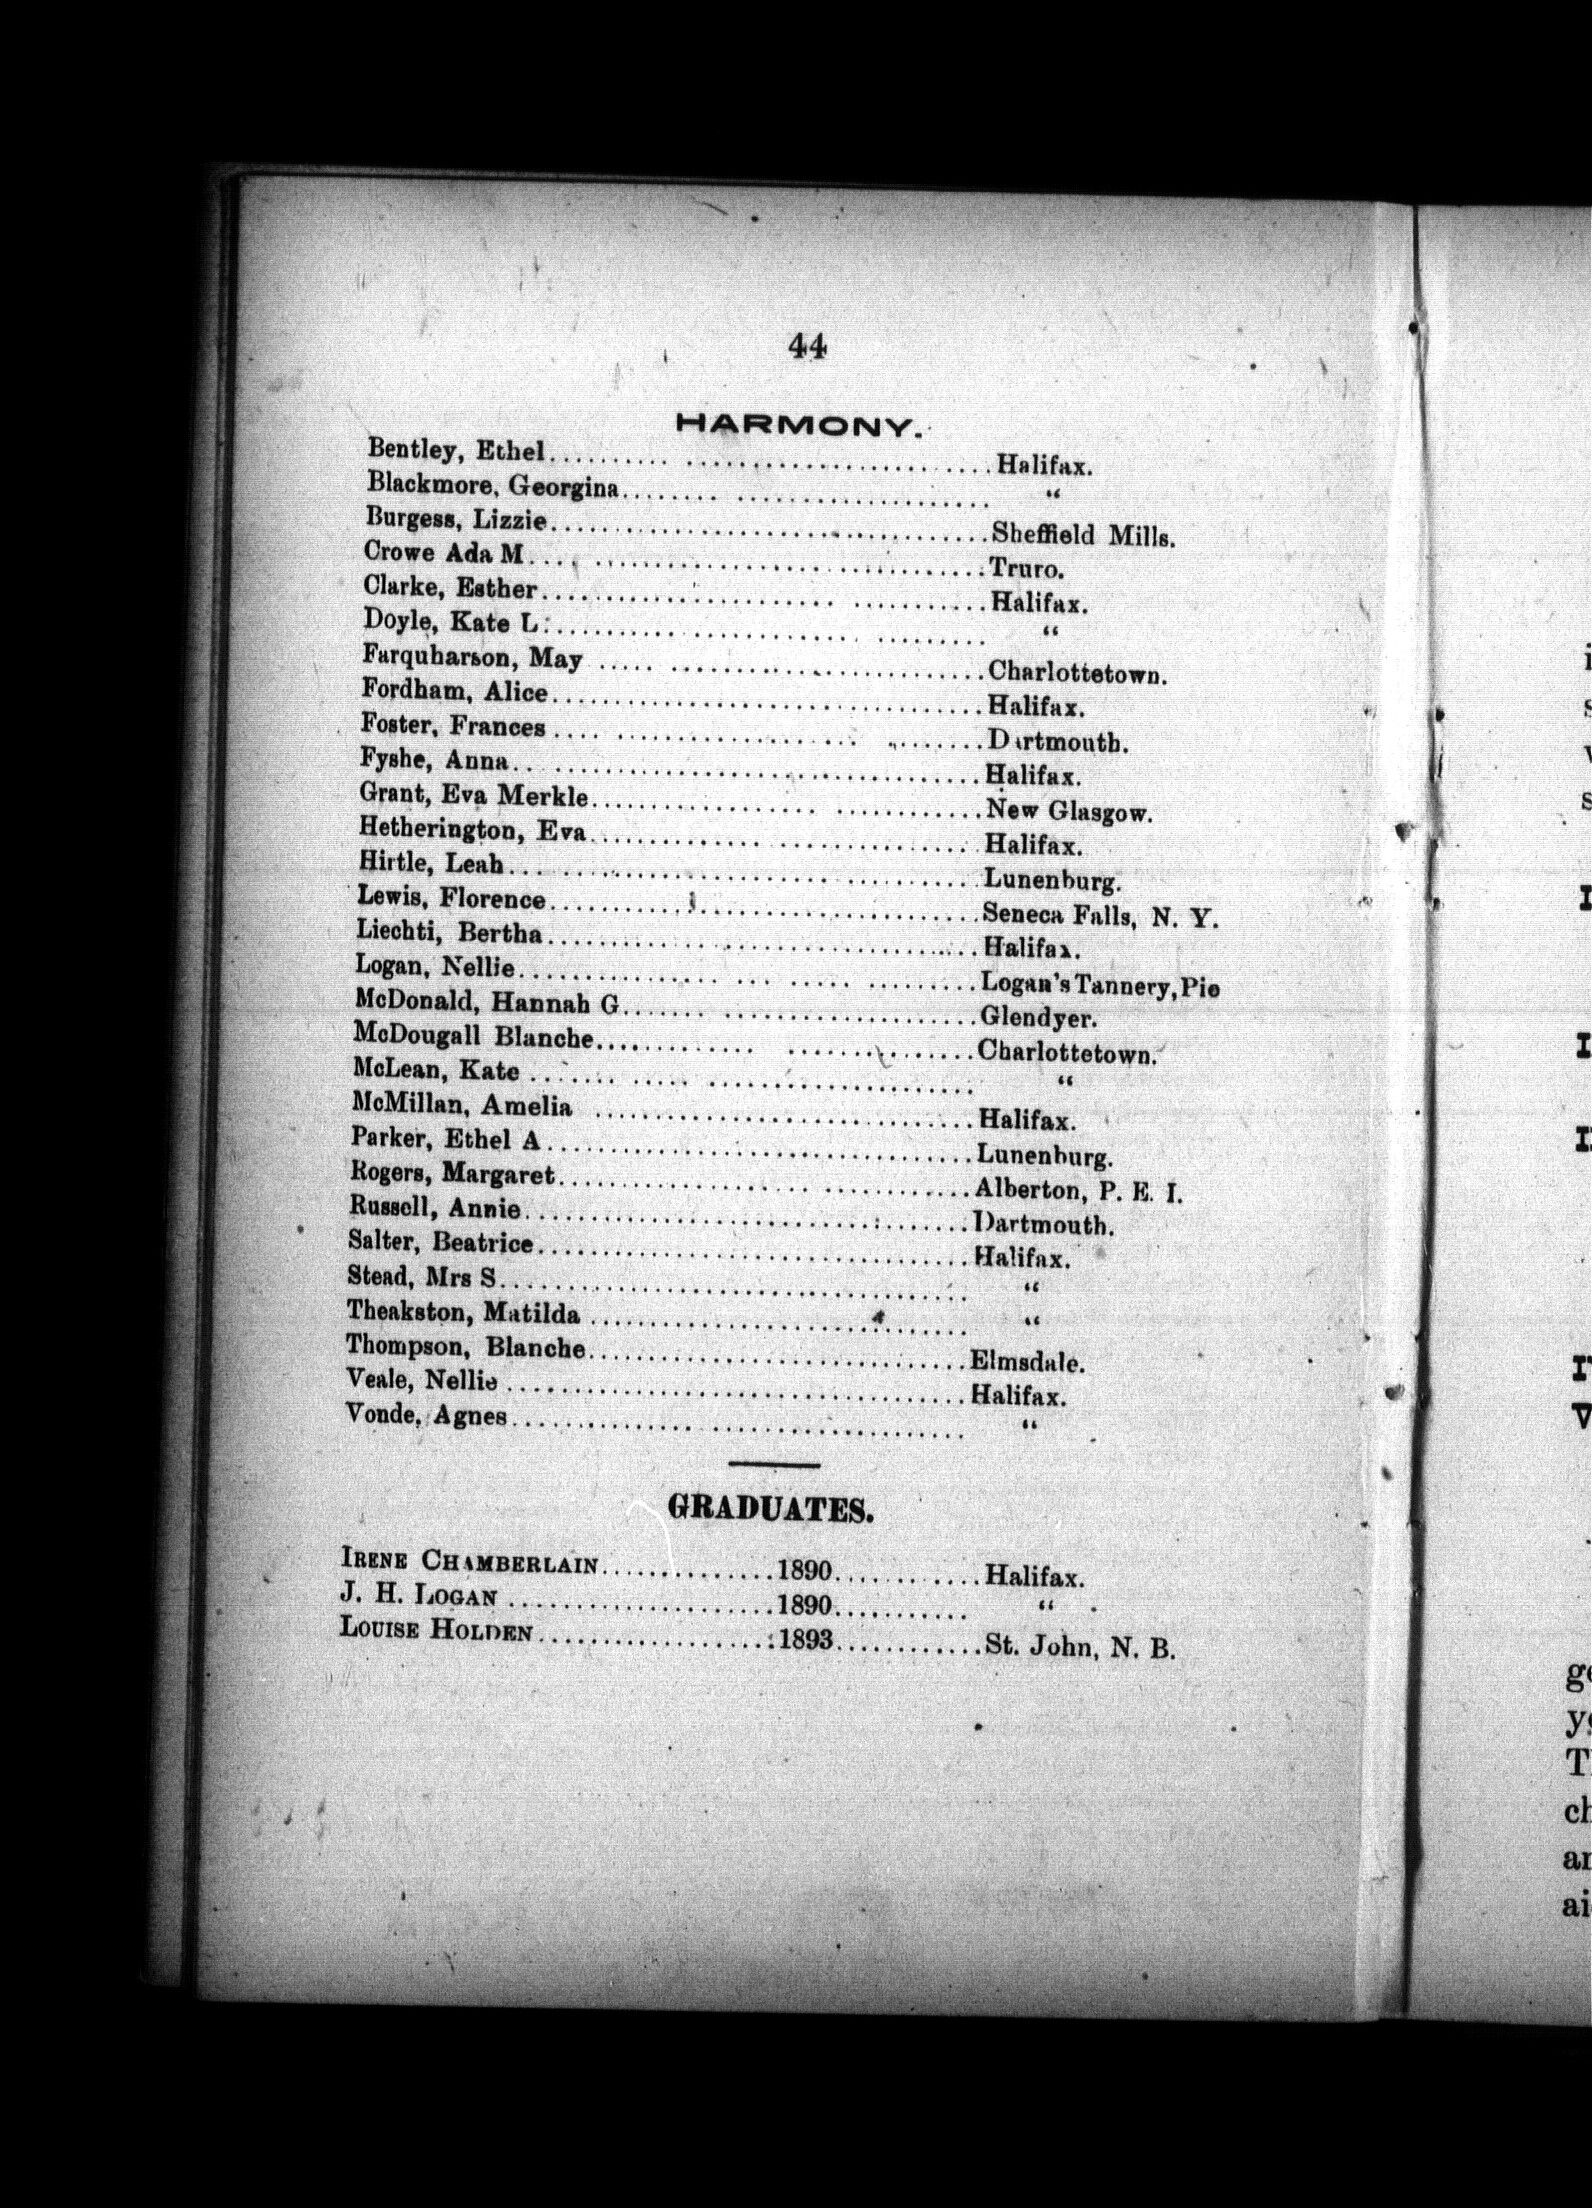 44
HARMONY.
Bentley, Ethel.......... .......................Halifax.
Blackmore, Georgina........ ................... “
Burgess, Lizzie.................................Sheffield Mills.
Crowe Ada M.... ..............................Truro.
Clarke, Esther...................... ...........Halifax.
Doyle, Kate L........... ............. ......... “
Farquharson, May ..... ........................Charlottetown.
Fordham, Alice.................................Halifax.
Foster, Frances .... .................. ........Dartmouth.
Fyshe, Anna.. .................................Halifax.
Grant, Eva Merkle................. ...........New Glasgow.
Hetherington, Eva............. ...............Halifax.
Hirtle, Leah... ..................... ..........Lunenburg.
Lewis, Florence................................Seneca Falls, N. Y.
Liechti, Bertha.................................Halifax.
Logan, Nellie............... ... ..... .........Logan's Tannery, Pic
McDonald, Hannah G....... ...................Glendyer.
McDougall Blanche............ ..............Charlottetown.
McLean, Kate ....... ..... .................... “
McMillan, Amelia .............................Halifax.
Parker, Ethel A................................Lunenburg.
Rogers, Margaret................... ...........Alberton, P. E. I.
Russell, Annie..................................Dartmouth.
Salter, Beatrice.................................Halifax.
Stead, Mrs S.................................... “
Theakston, Matilda ............................. “
Thompson, Blanche.............................Elmsdale.
Veale, Nellie ...................................Halifax.
Vonde, Agnes.............. ................... “
GRADUATES.
IRENE CHAMBERLAIN.............1890...........Halifax.
J. H. LOGAN ....................1890.......... “
LOUISE HOLDEN..................1893...........St. John, N. B.